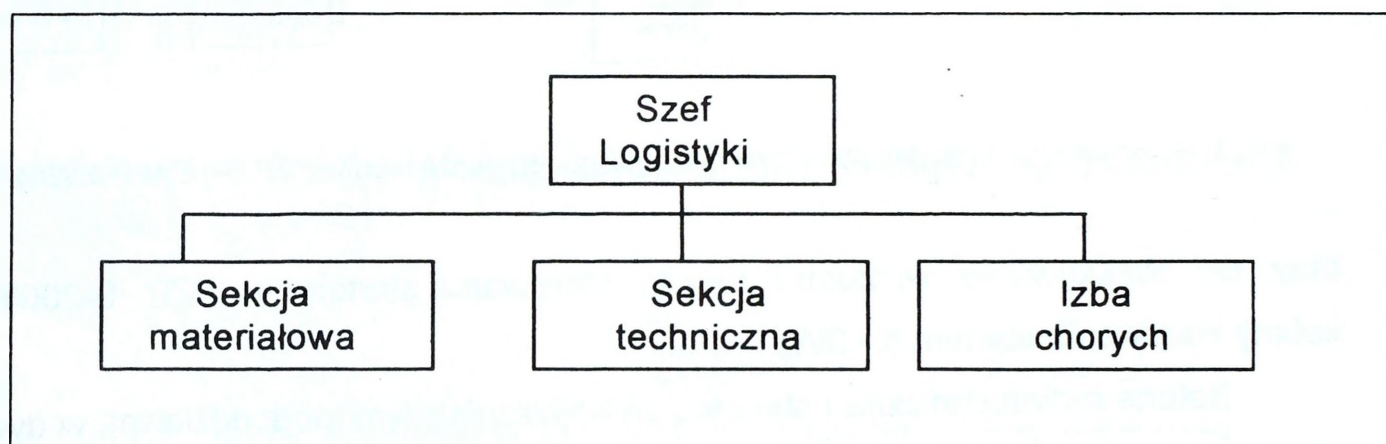 Szef
Logistyki
Sekcja
materiałowa
Sekcja
techniczna
Izba
chorych